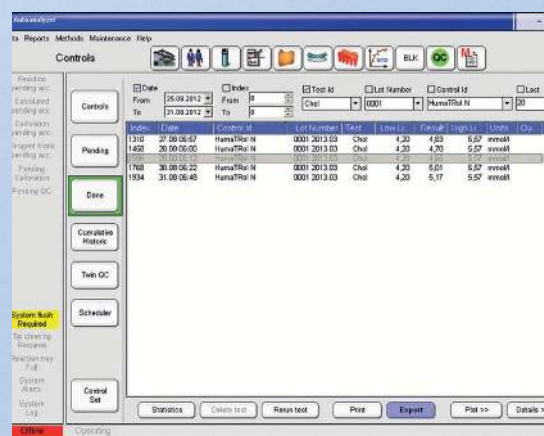 Autoanalyzer
ta Reports Methods Maintenance Help
Controls
BLK
QC
Reaction
pending acc.
Calculated
pending acc.
Calibration
pending acc.
Reagent blank
pending acc.
Pending
Calibration
Pending QC
System flush
Required
Tip cleaning
Required
Reaction tray
Full
System
Alerts
System
Log
Offline
Operating
Controls
Pending
Done
Cumulative
Historic
Twin QC
Scheduler
Control
Set
Date
Index
Test Id
Lot Number
Control Id
Last
From 25.09.2012
From 0
Chol
0001
HumaTRol N
20
To 31.08.2012
To 0
Index Date Control Id Lot Number Test Low Li... Result High Li... Units Ou...
1310 27.08 06:57 HumaTRol N 0001 2013.03 Chol 4,20 4,63 5,57 mmol/l
1468 28.08 06:00 HumaTRol N 0001 2013.03 Chol 4,20 4,70 5,57 mmol/l
1768 30.08 06:22 HumaTRol N 0001 2013.03 Chol 4,20 5,01 5,57 mmol/l
1934 31.08 06:48 HumaTRol N 0001 2013.03 Chol 4,20 5,17 5,57 mmol/l
Statistics
Delete test
Rerun test
Print
Export
Plot >>
Details >